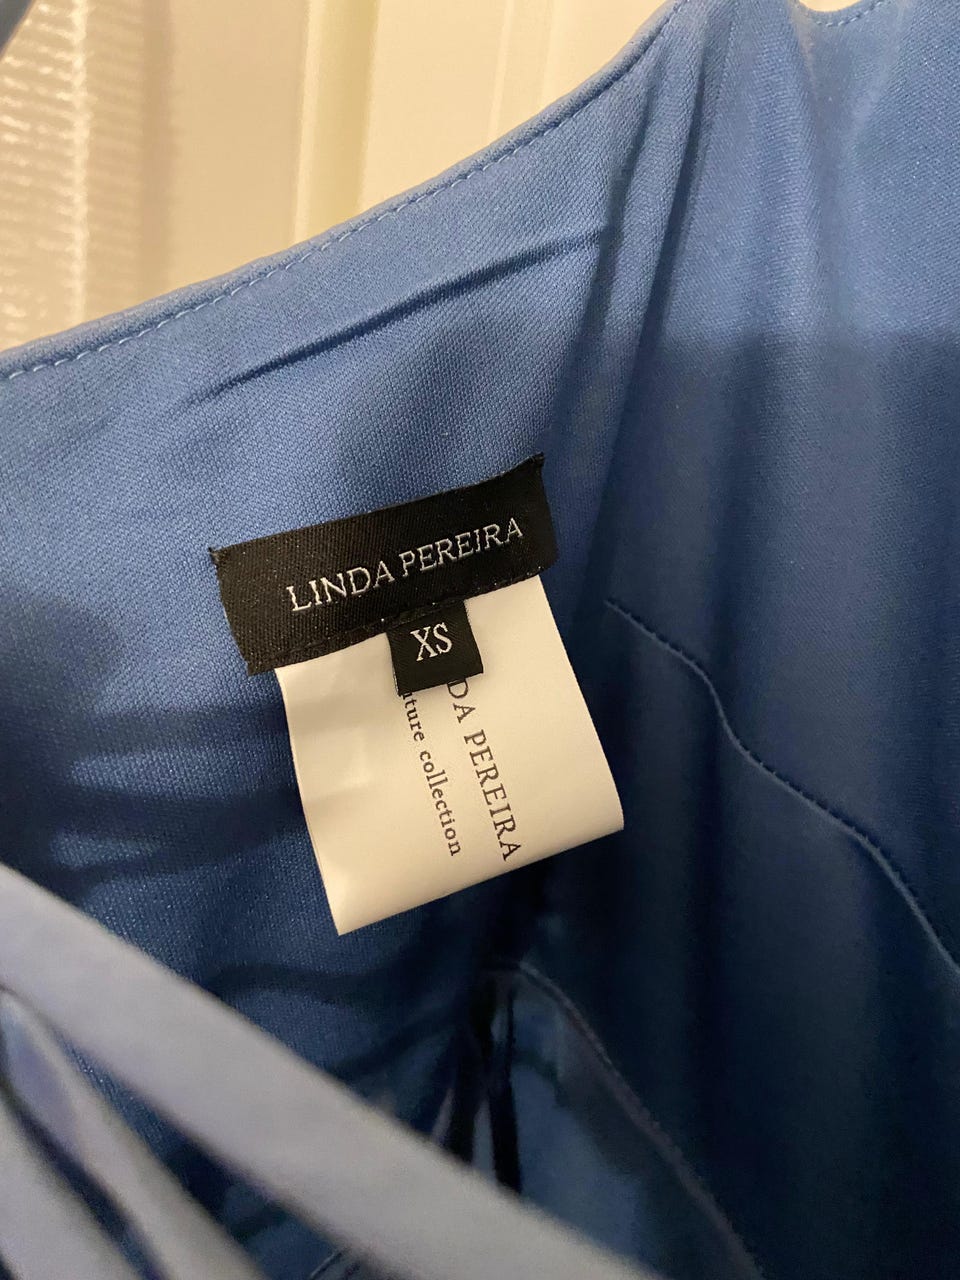 LINDA PEREIRA
XS
DA PEREIRA
ture collection